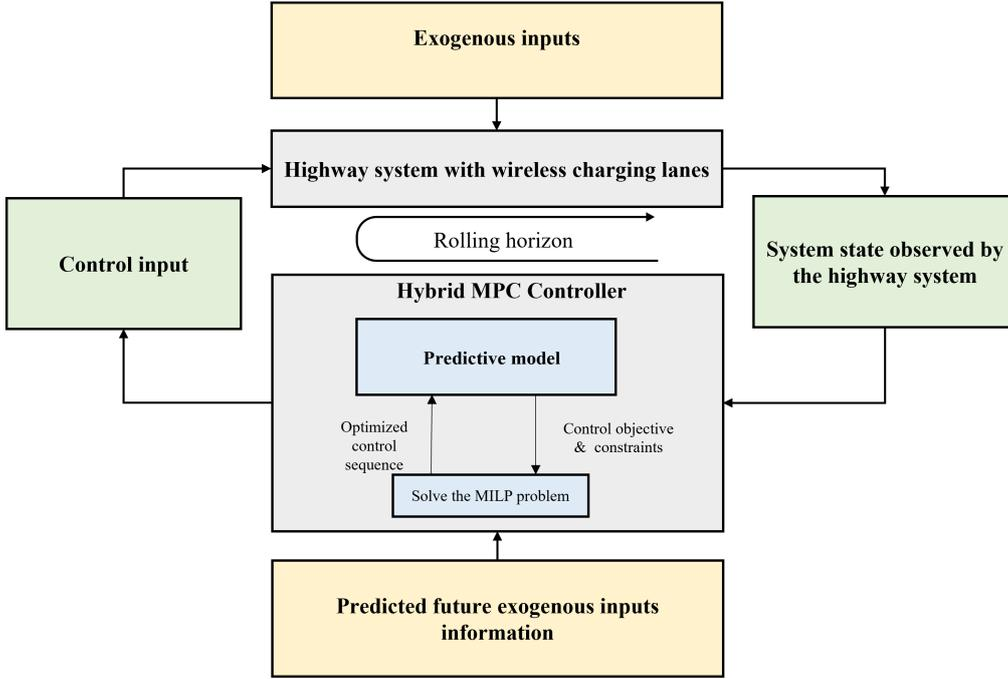 Exogenous inputs
Highway system with wireless charging lanes
Control input
Rolling horizon
System state observed by
the highway system
Hybrid MPC Controller
Predictive model
Optimized
control
sequence
Control objective
& constraints
Solve the MILP problem
Predicted future exogenous inputs
information